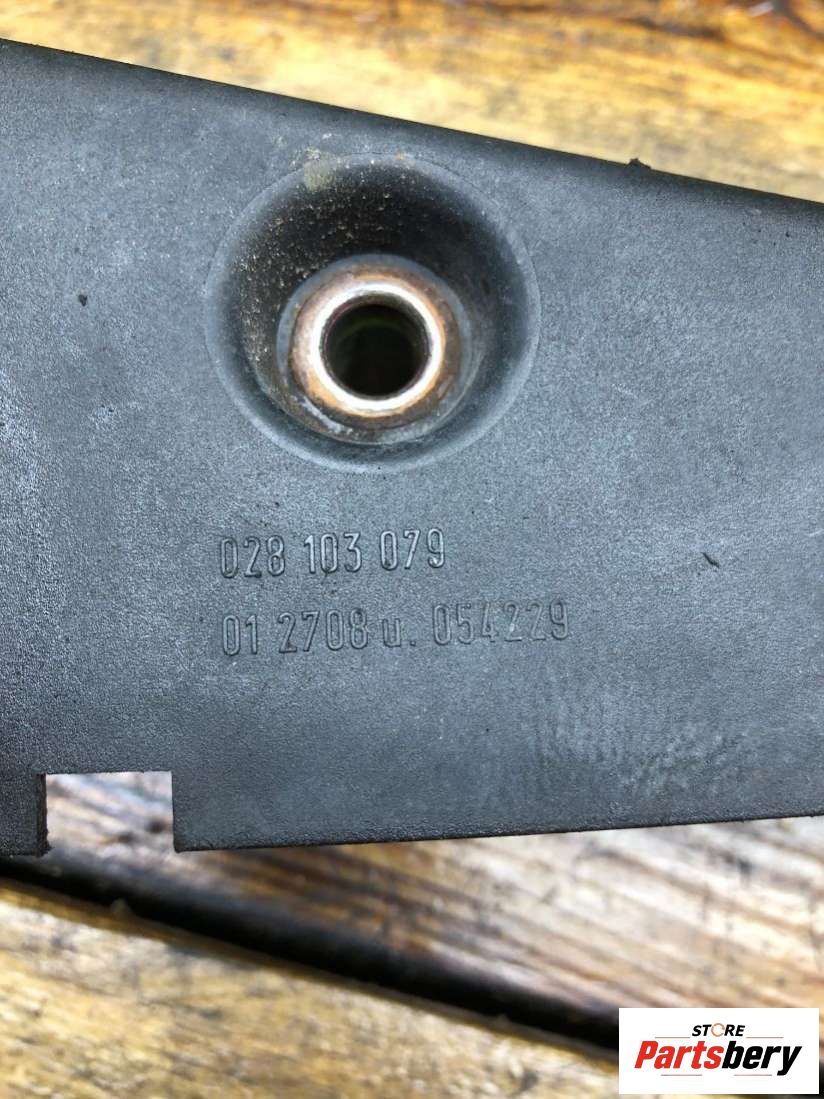 028 103 079
01 2708 u. 054229
STORE
Partsbery